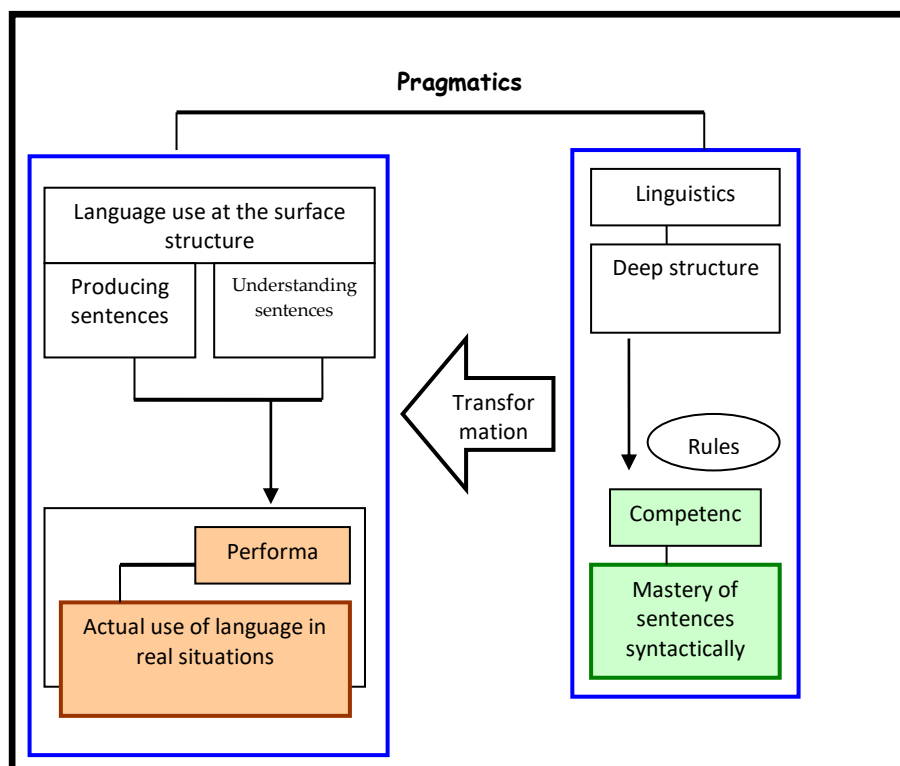 Pragmatics
Language use at the surface
structure
Producing
sentences
Understanding
sentences
Performa
Actual use of language in
real situations
Transfor
mation
Linguistics
Deep structure
Rules
Competenc
Mastery of
sentences
syntactically